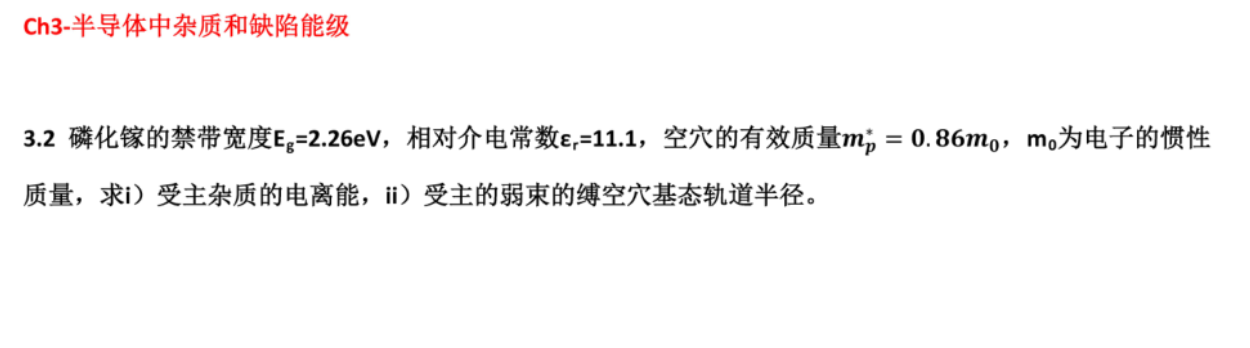 Ch3-半导体中杂质和缺陷能级
3.2 磷化镓的禁带宽度Eg=2.26eV，相对介电常数εr=11.1，空穴的有效质量m*p = 0.86m0，m0为电子的惯性
质量，求i）受主杂质的电离能，ii）受主的弱束的缚空穴基态轨道半径。